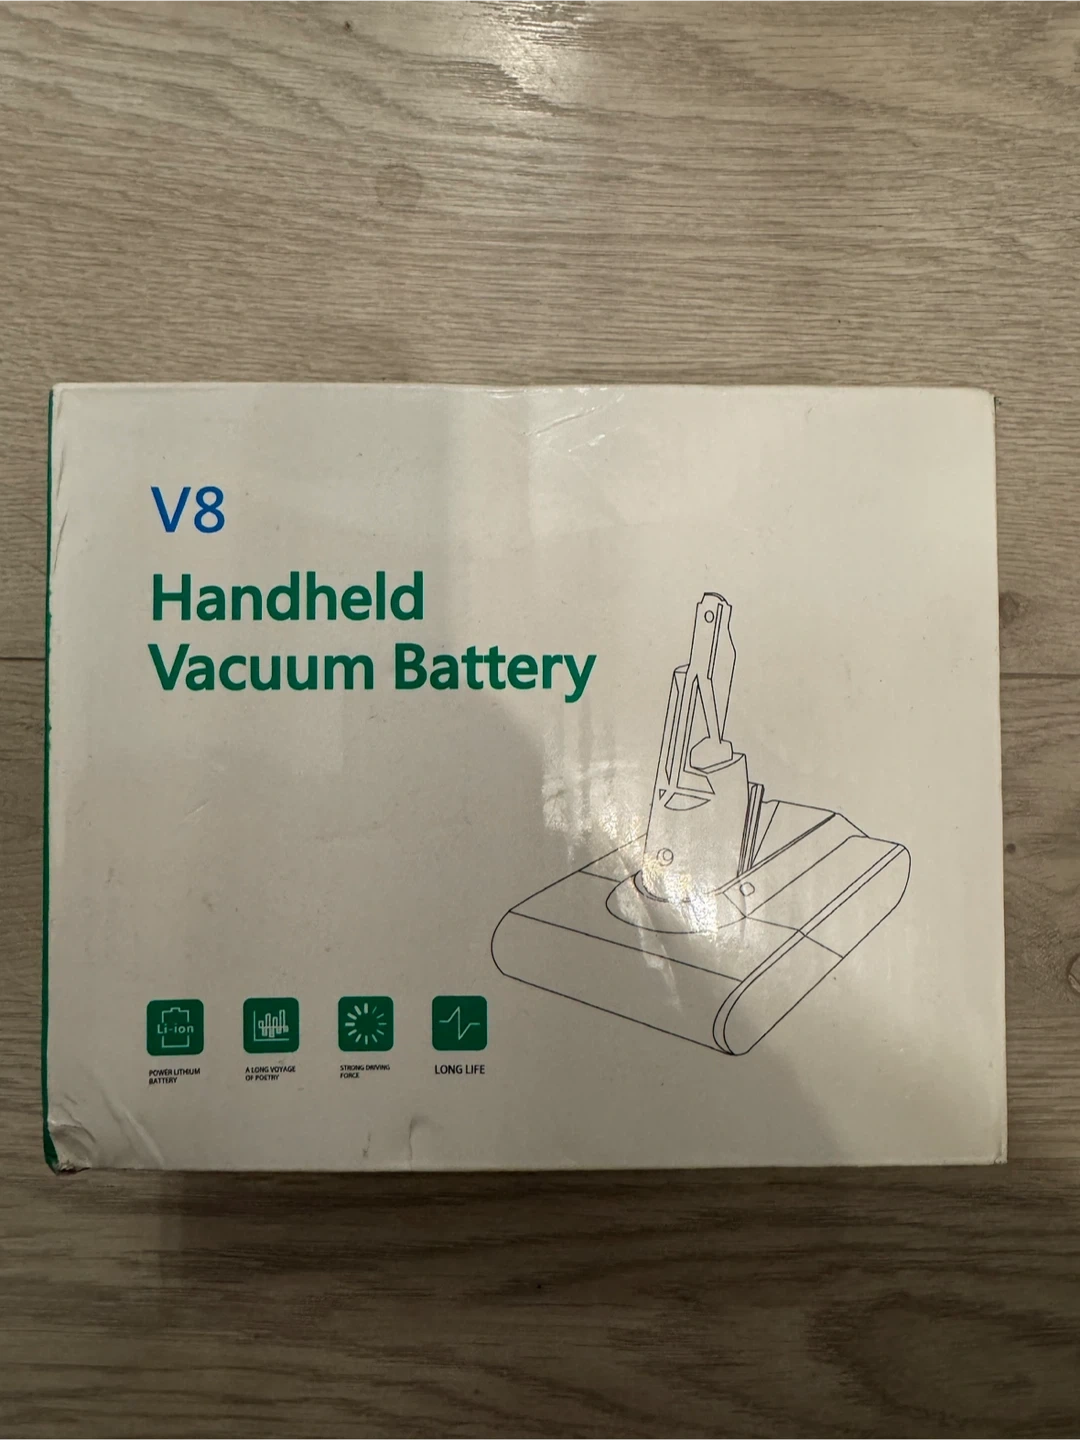 V8
Handheld
Vacuum Battery
Li-ion
POWER LITHIUM
BATTERY
A LONG VOYAGE
OF POETRY
STRONG DRIVING
FORCE
LONG LIFE